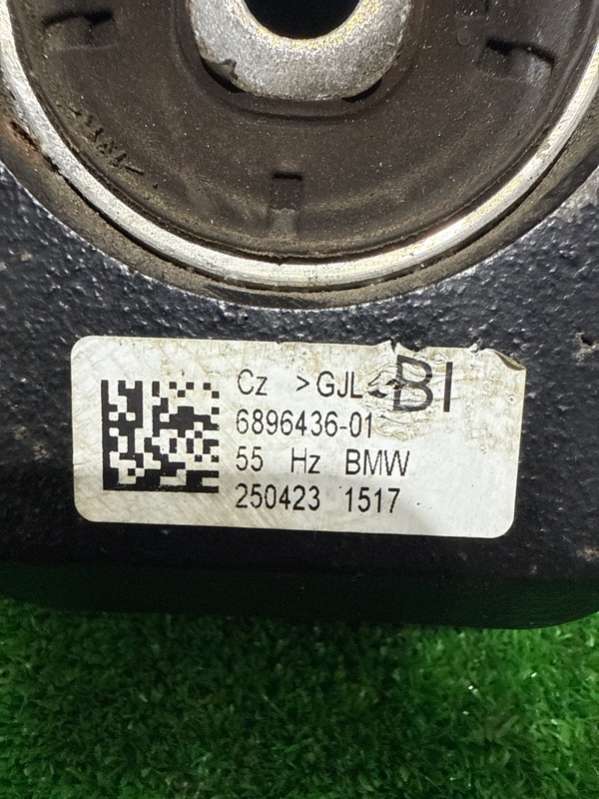 Cz >GJL< BI
6896436-01
55 Hz BMW
250423 1517